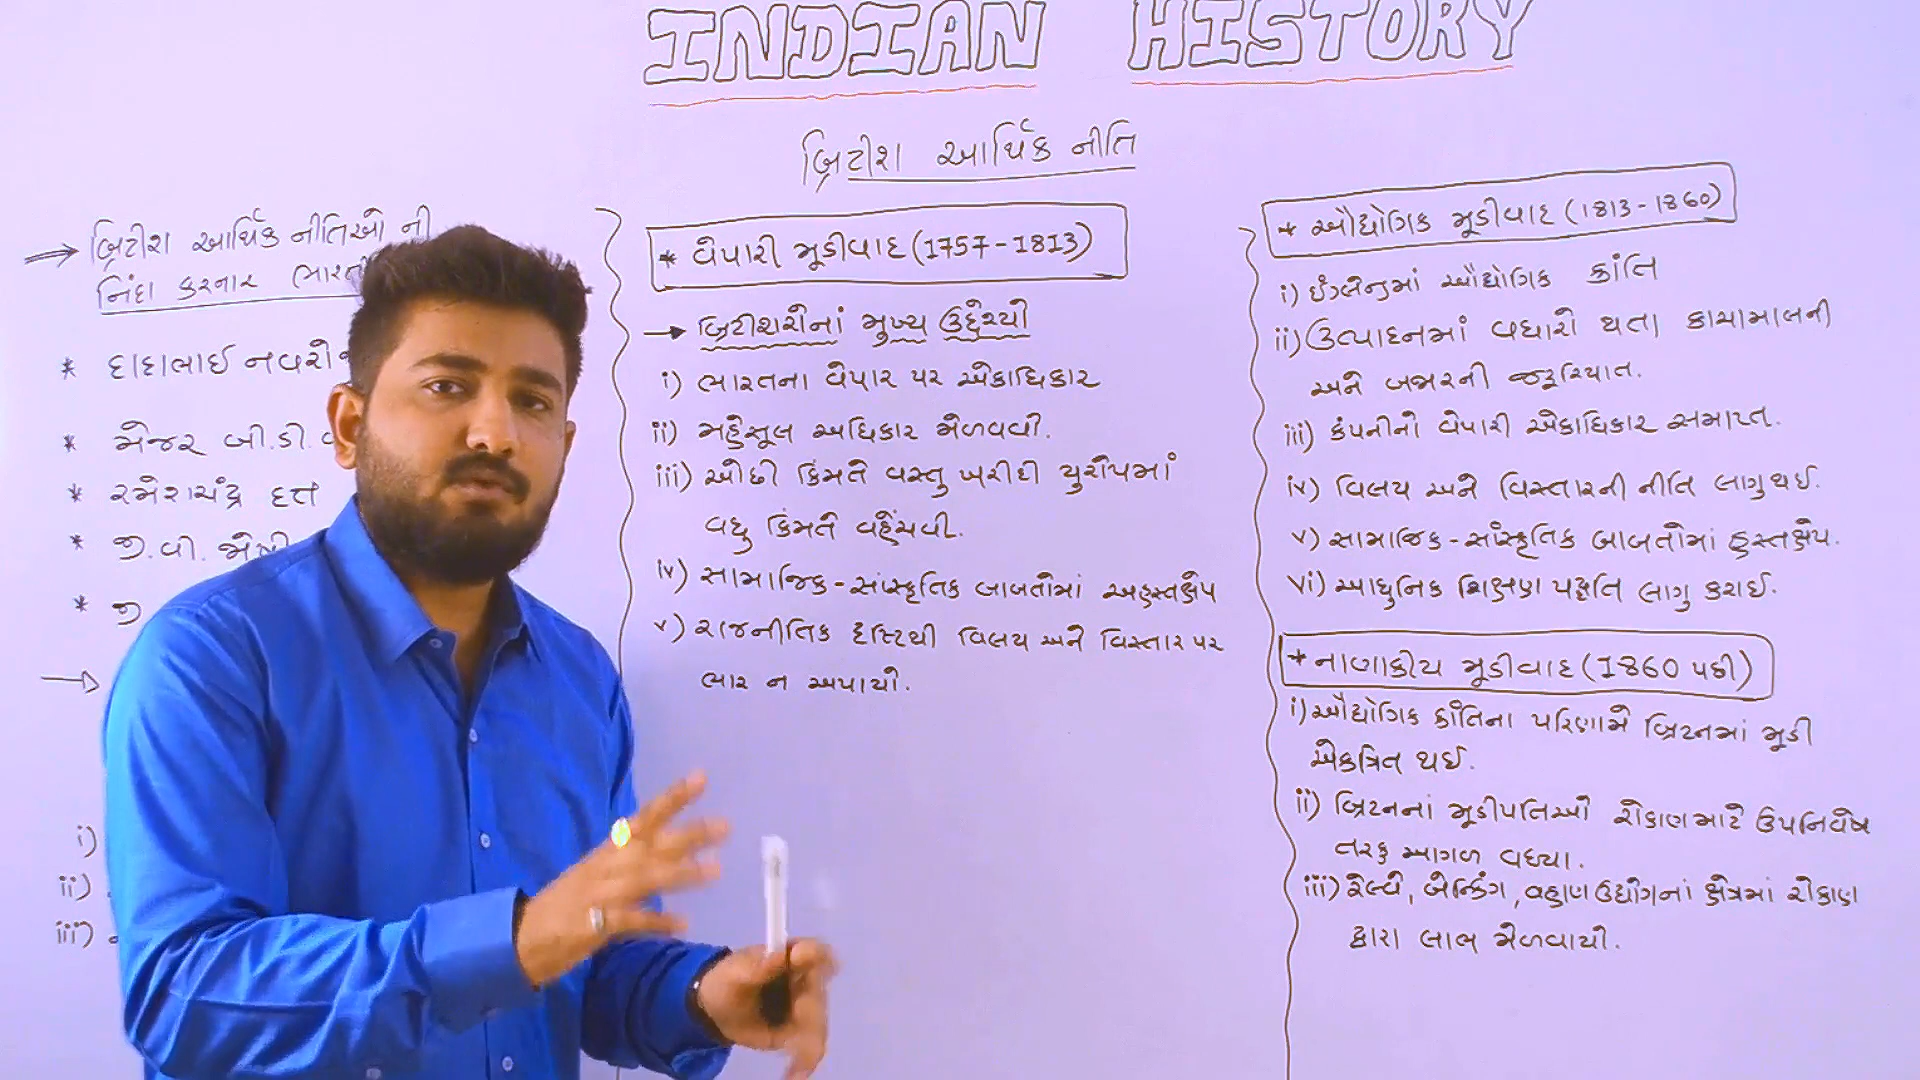 INDIAN HISTORY
બ્રિટીશ આર્થિક નીતિ
બ્રિટીશ આર્થિક નીતિઓ ની
નિંદા કરનાર
* દાદાભાઈ
* મેજર બી.ડી.
* રમેશચંદ્ર દત્ત
* જી.વી. જોષી
* જી
i)
ii)
iii)
* વેપારી મૂડીવાદ (1757-1813)
→ બ્રિટીશરોનાં મુખ્ય ઉદ્દેશ્યો
i) ભારતના વેપાર પર એકાધિકાર
ii) મહેસૂલ અધિકાર મેળવવો.
iii) ઓછી કિંમતે વસ્તુ ખરીદી યુરોપમાં
વધુ કિંમતે વહેંચવી.
iv) સામાજિક-સાંસ્કૃતિક બાબતોમાં અહસ્તક્ષેપ
v) રાજનીતિક દૃષ્ટિથી વિલય અને વિસ્તાર પર
ભાર ન અપાયો.
* ઔદ્યોગિક મૂડીવાદ (1813-1860)
i) ઈંગ્લેન્ડમાં ઔદ્યોગિક ક્રાંતિ
ii) ઉત્પાદનમાં વધારો થતા કાચામાલની
અને બજારની જરૂરિયાત.
iii) કંપનીનો વેપારી એકાધિકાર સમાપ્ત.
iv) વિલય અને વિસ્તારની નીતિ લાગુ થઈ.
v) સામાજિક-સાંસ્કૃતિક બાબતોમાં હસ્તક્ષેપ.
vi) આધુનિક શિક્ષણ પદ્ધતિ લાગુ કરાઈ.
* નાણાકીય મૂડીવાદ (1860 પછી)
i) ઔદ્યોગિક ક્રાંતિના પરિણામે બ્રિટનમાં મૂડી
એકત્રિત થઈ.
ii) બ્રિટનનાં મૂડીપતિઓ રોકાણ માટે ઉપનિવેષ
તરફ આગળ વધ્યા.
iii) રેલ્વે, બેન્કિંગ, વહાણ ઉદ્યોગનાં ક્ષેત્રમાં રોકાણ
દ્વારા લાભ મેળવાયો.